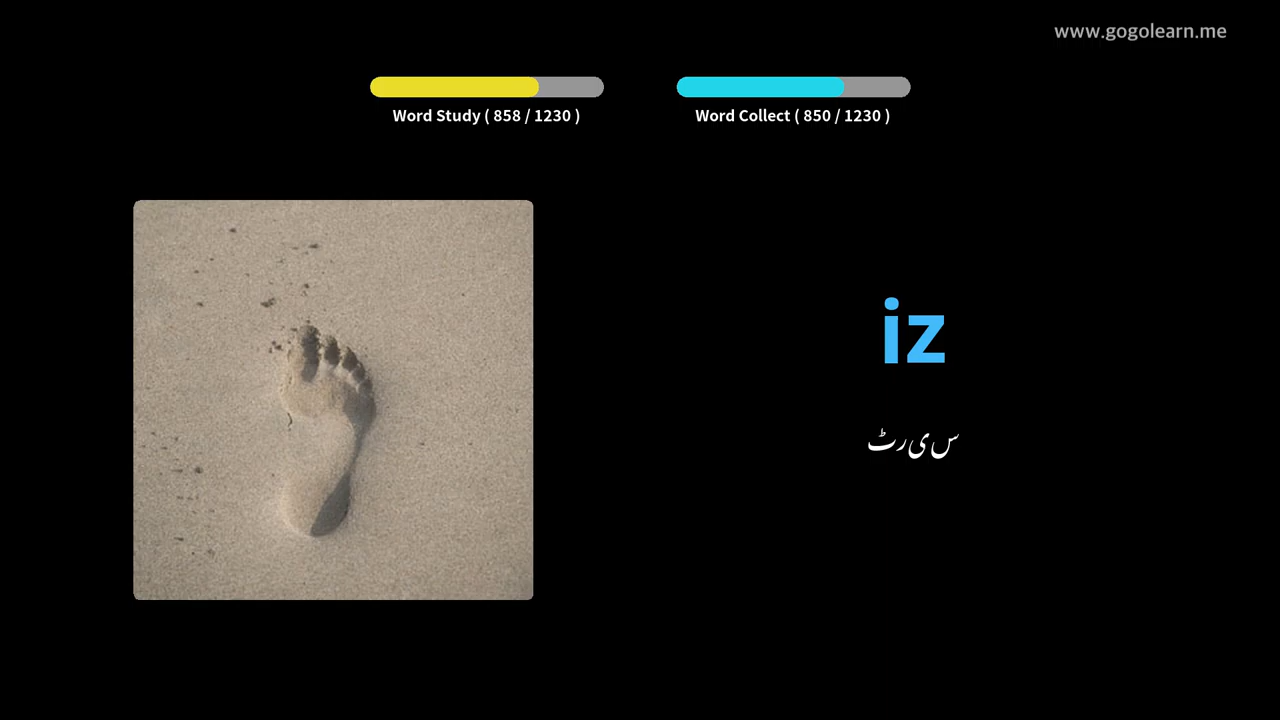 www.gogolearn.me
Word Study ( 858 / 1230 )
Word Collect ( 850 / 1230 )
iz
س ی رٹ